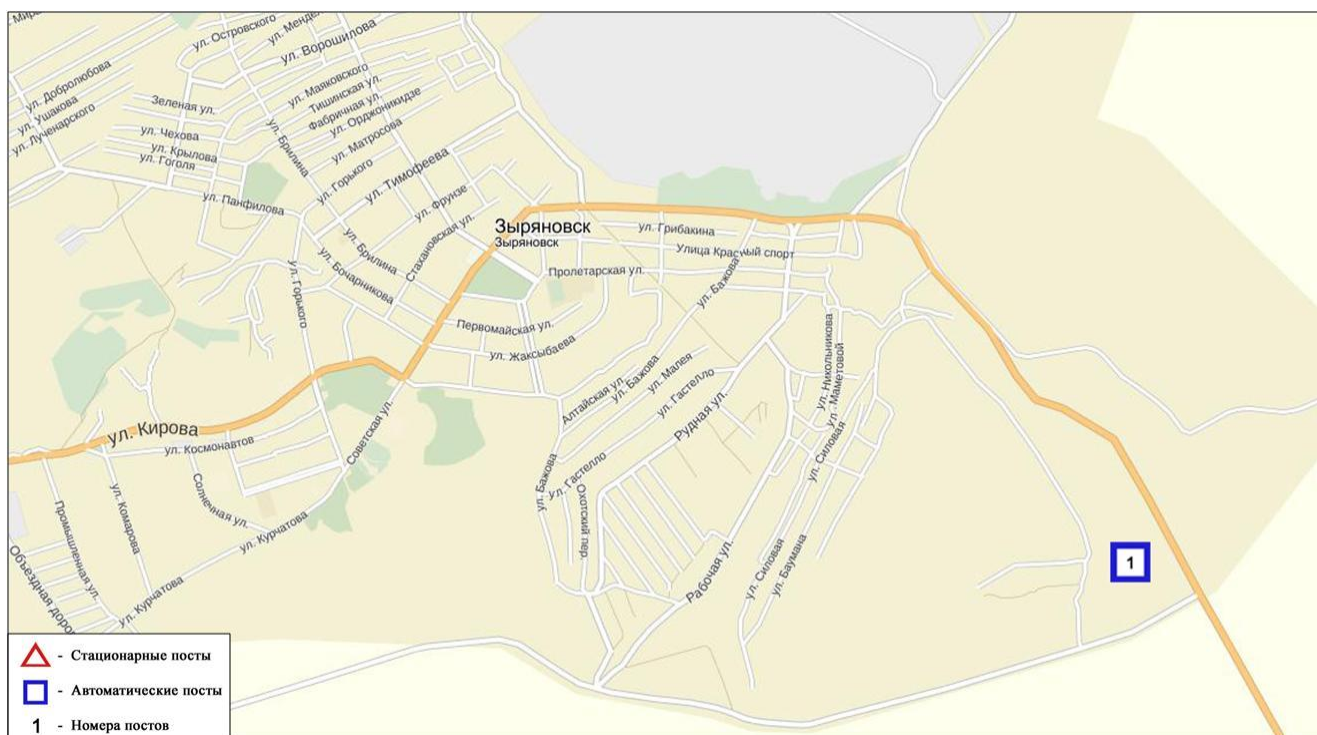 ул. Островского
ул. Ворошилова
ул. Добролюбова
ул. Ушакова
ул. Луначарского
ул. Маяковского
Тишинская ул.
Фабричная ул.
ул. Орджоникидзе
Зеленая ул.
ул. Чехова
ул. Крылова
ул. Гоголя
ул. Брилина
ул. Матросова
ул. Горького
ул. Тимофеева
ул. Панфилова
ул. Фрунзе
Стахановская ул.
Зыряновск
Зыряновск
ул. Грибакина
Улица Крас
ый спорт
Пролетарская ул.
ул. Бажова
ул. Брилина
ул. Бочарникова
ул. Горького
Первомайская ул.
ул. Жаксыбаева
ул. Никольникова
ул. Маметовой
Алтайская ул.
ул. Бажова
ул. Малея
ул. Гастелло
Рудная ул.
ул. Кирова
ул. Космонавтов
Советская ул.
ул. Силовая
ул. Бажова
Ул. Гастелло
Охотский пер.
Солнечная ул.
ул. Комарова
Промышленная ул.
ул. Курчатова
Объездная дорог
ул. Курчатова
Рабочая ул.
ул. Силовая
ул. Баумана
1
- Стационарные посты
- Автоматические посты
1 - Номера постов